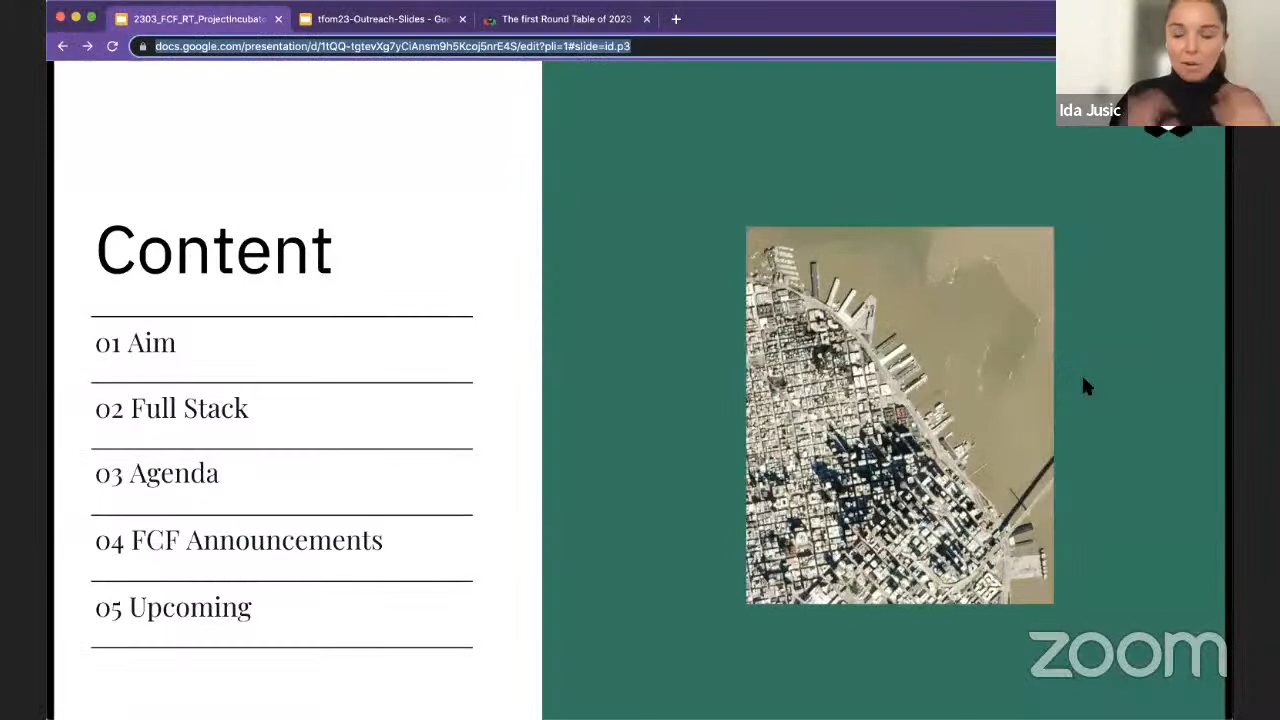 2303_FCF_RT_ProjectIncubato
tfom23-Outreach-Slides - Goo
The first Round Table of 2023
docs.google.com/presentation/d/1tQQ-tgtevXg7yCiAnsm9h5Kcoj5nrE4S/edit?pli=1#slide=id.p3
Ida Jusic
Content
01 Aim
02 Full Stack
03 Agenda
04 FCF Announcements
05 Upcoming
zoom